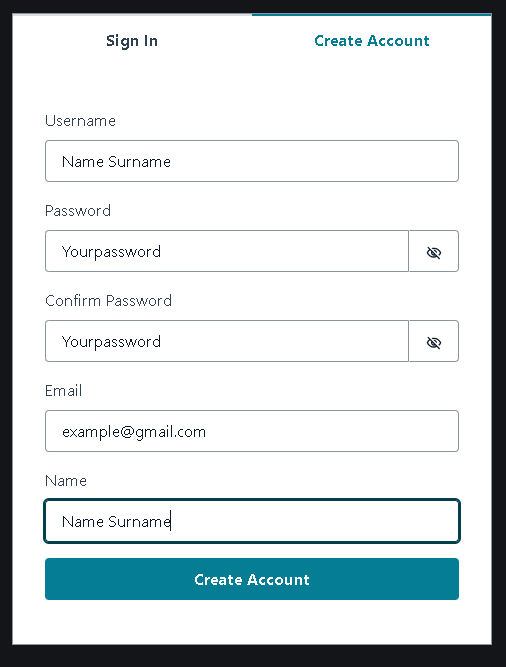 Sign In
Create Account
Username
Name Surname
Password
Yourpassword
Confirm Password
Yourpassword
Email
example@gmail.com
Name
Name Surname
Create Account